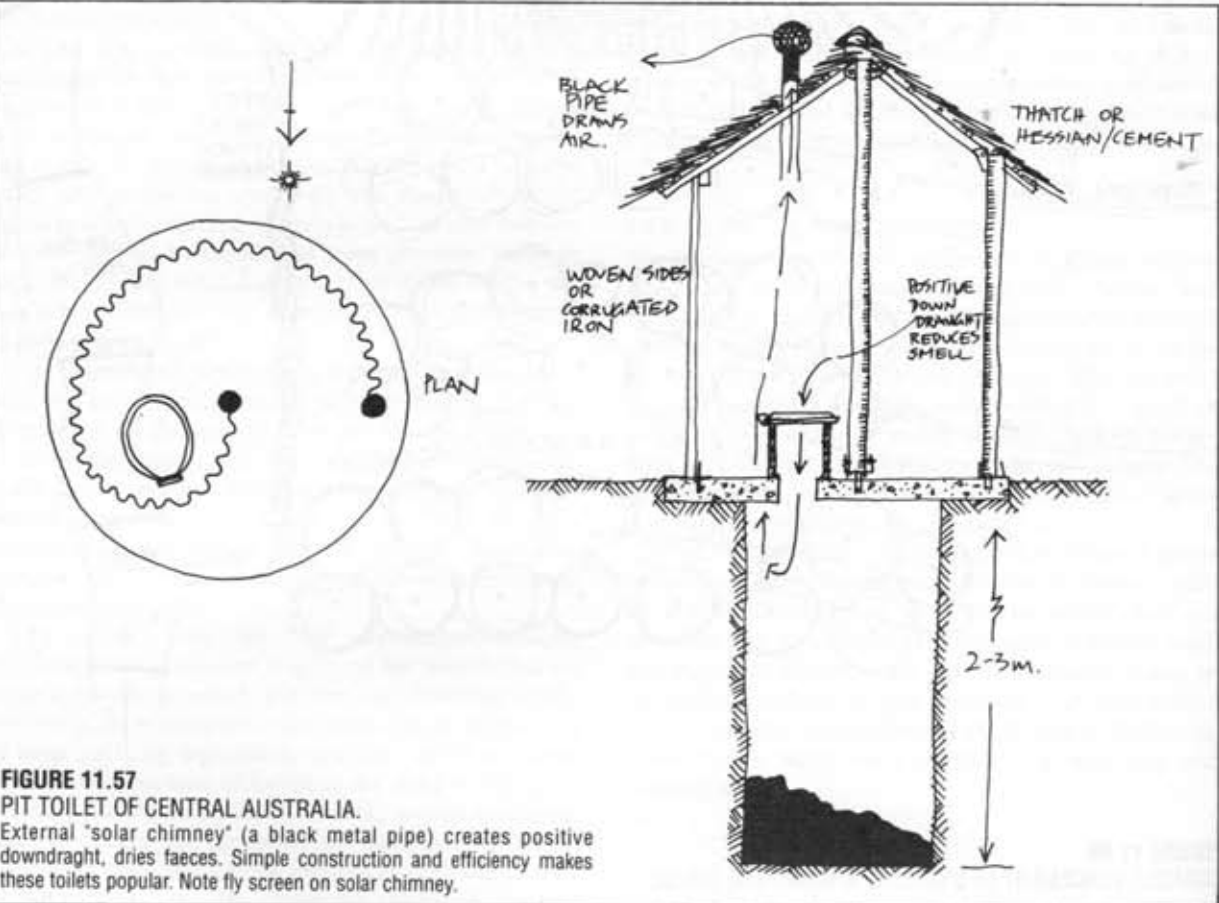 BLACK
PIPE
DRAWS
AIR.
THATCH OR
HESSIAN/CEMENT
WOVEN SIDES
OR
CORRUGATED
IRON
POSITIVE
DOWN
DRAUGHT
REDUCES
SMELL
PLAN
2-3m.
FIGURE 11.57
PIT TOILET OF CENTRAL AUSTRALIA.
External "solar chimney" (a black metal pipe) creates positive
downdraght, dries faeces. Simple construction and efficiency makes
these toilets popular. Note fly screen on solar chimney.